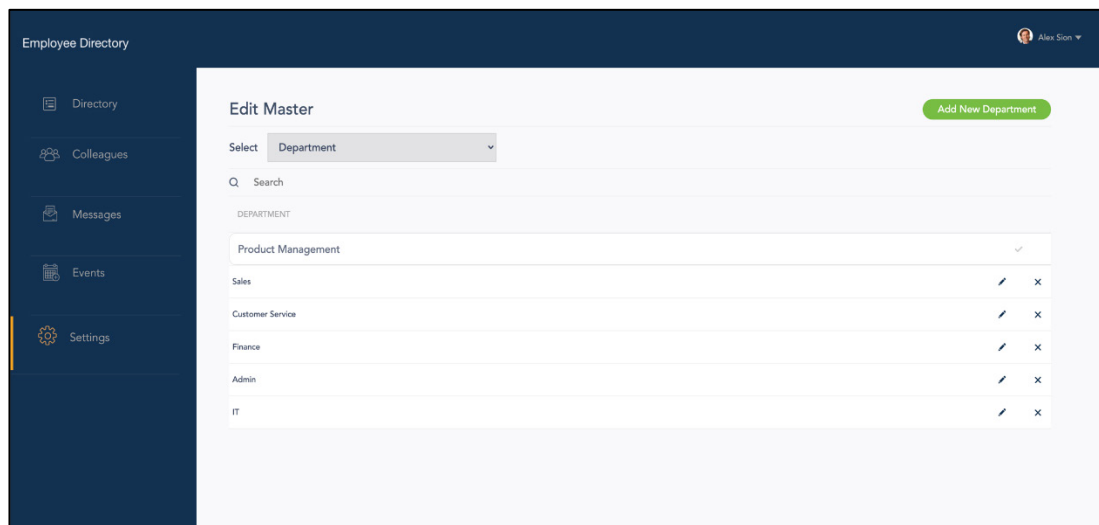 Employee Directory
Alex Sion
Directory
Colleagues
Messages
Events
Settings
Edit Master
Add New Department
Select Department
Search
DEPARTMENT
Product Management
Sales
Customer Service
Finance
Admin
IT